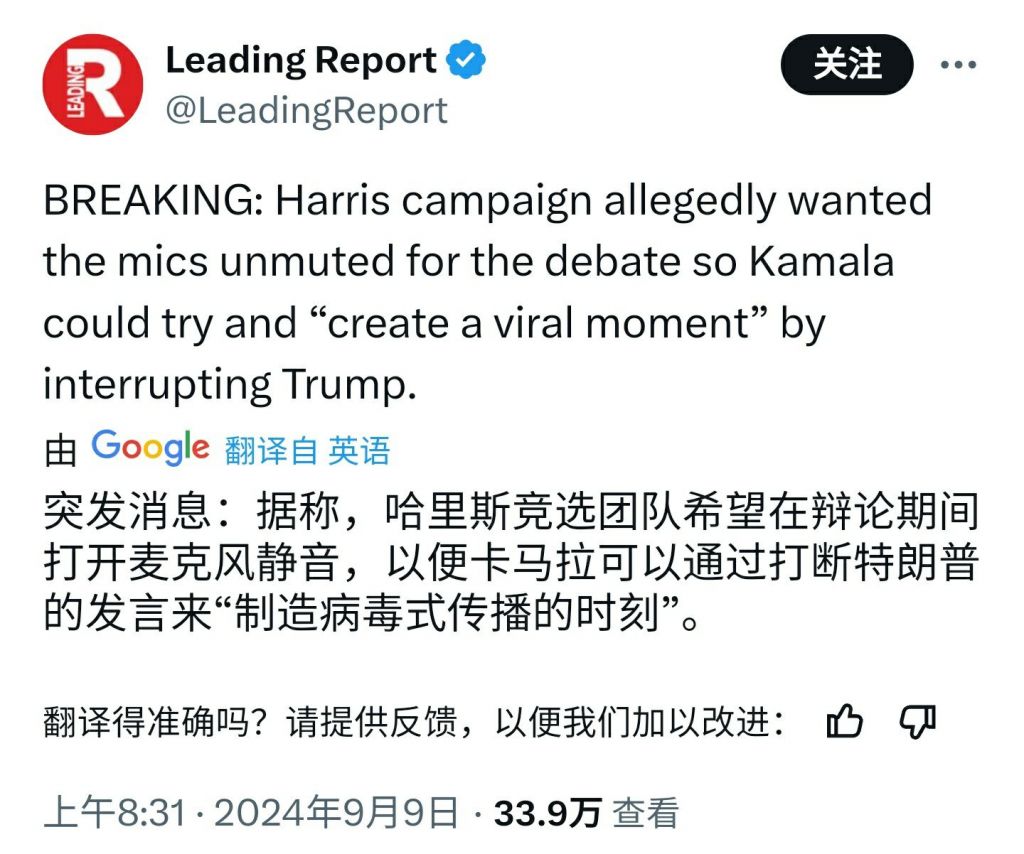 LEADING R
Leading Report
关注
@LeadingReport
BREAKING: Harris campaign allegedly wanted
the mics unmuted for the debate so Kamala
could try and “create a viral moment” by
interrupting Trump.
由 Google 翻译自 英语
突发消息：据称，哈里斯竞选团队希望在辩论期间
打开麦克风静音，以便卡马拉可以通过打断特朗普
的发言来“制造病毒式传播的时刻”。
翻译得准确吗？请提供反馈，以便我们加以改进：
上午8:31 · 2024年9月9日 · 33.9万 查看